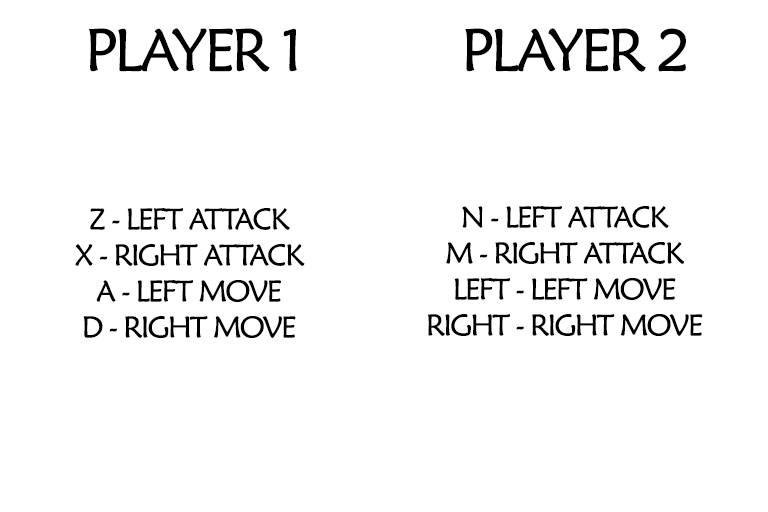 PLAYER 1
Z - LEFT ATTACK
X - RIGHT ATTACK
A - LEFT MOVE
D - RIGHT MOVE
PLAYER 2
N - LEFT ATTACK
M - RIGHT ATTACK
LEFT - LEFT MOVE
RIGHT - RIGHT MOVE